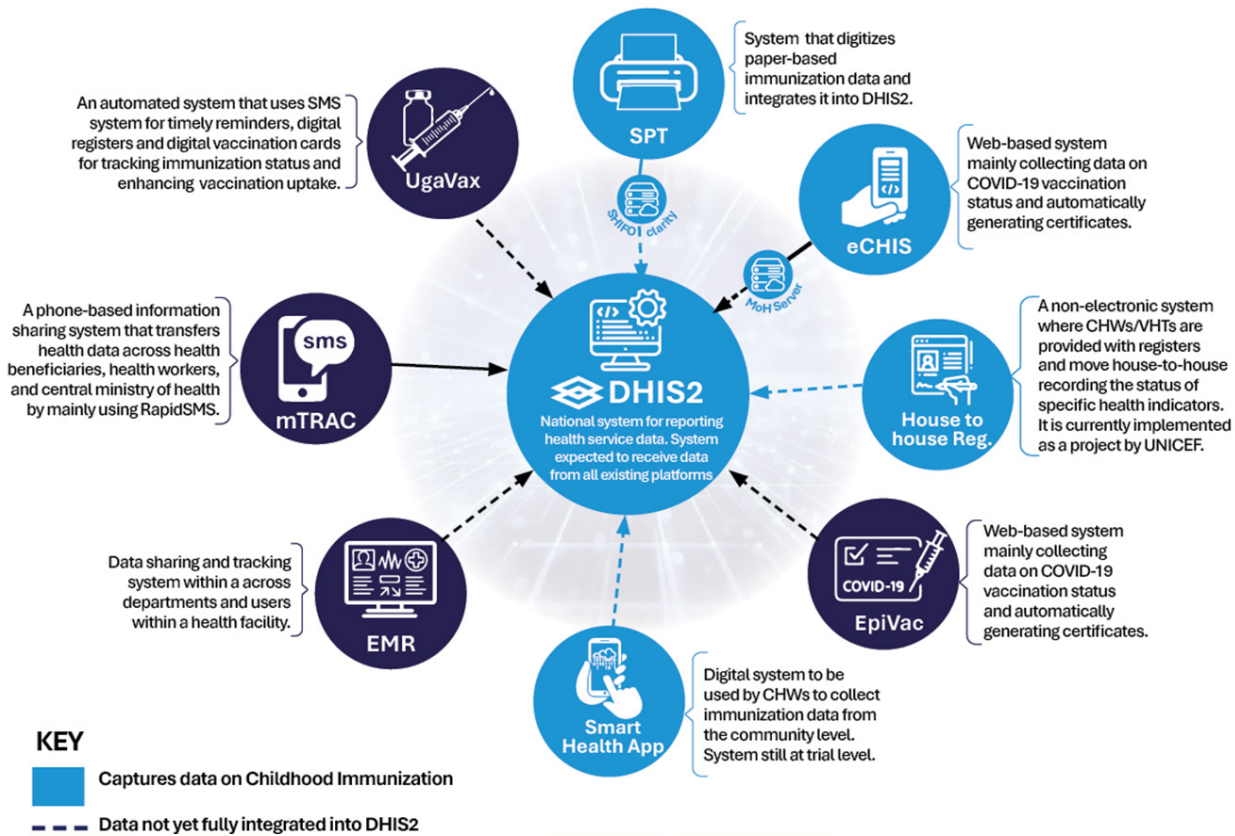 System that digitizes
paper-based
immunization data and
integrates it into DHIS2.
SPT
SHIFO clarity
An automated system that uses SMS
system for timely reminders, digital
registers and digital vaccination cards
for tracking immunization status and
enhancing vaccination uptake.
UgaVax
Web-based system
mainly collecting data on
COVID-19 vaccination
status and automatically
generating certificates.
</>
eCHIS
MoH Server
A phone-based information
sharing system that transfers
health data across health
beneficiaries, health workers,
and central ministry of health
by mainly using RapidSMS.
sms
mTRAC
</>
DHIS2
National system for reporting
health service data. System
expected to receive data
from all existing platforms
A non-electronic system
where CHWs/VHTs are
provided with registers
and move house-to-house
recording the status of
specific health indicators.
It is currently implemented
as a project by UNICEF.
House to
house Reg.
Data sharing and tracking
system within a across
departments and users
within a health facility.
EMR
Web-based system
mainly collecting
data on COVID-19
vaccination status
and automatically
generating certificates.
COVID-19
EpiVac
Smart
Health App
Digital system to be
used by CHWs to collect
immunization data from
the community level.
System still at trial level.
KEY
Captures data on Childhood Immunization
Data not yet fully integrated into DHIS2